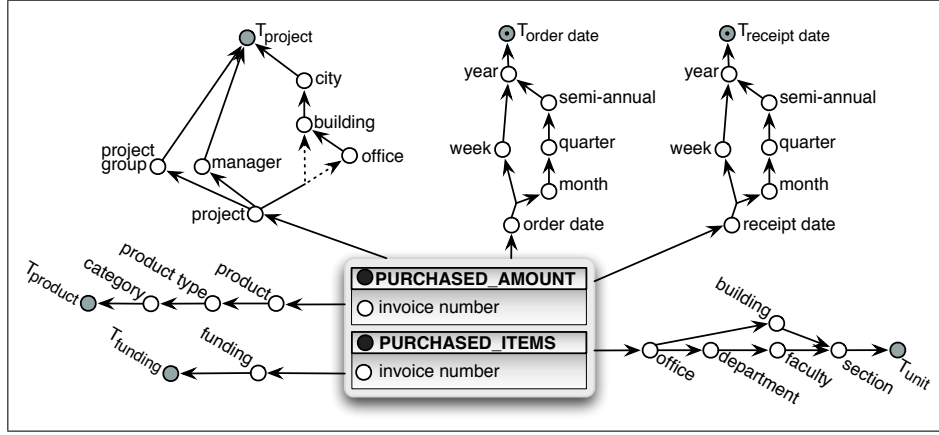 Tproject
city
building
office
project
group
manager
project
Torder date
year
semi-annual
week
quarter
month
order date
Treceipt date
year
semi-annual
week
quarter
month
receipt date
Tproduct
category
product type
product
PURCHASED_AMOUNT
invoice number
PURCHASED_ITEMS
invoice number
Tfunding
funding
building
office
department
faculty
section
Tunit